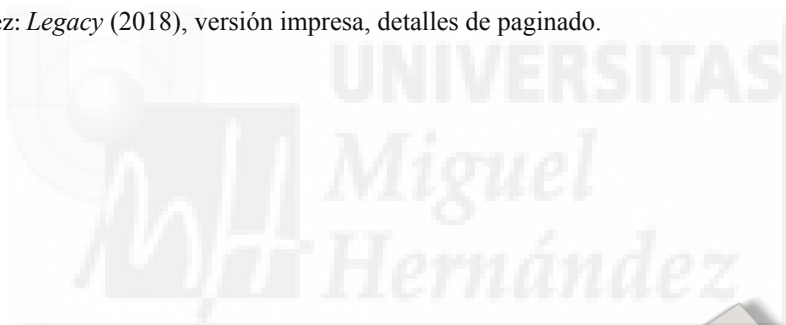 ez: Legacy (2018), versión impresa, detalles de paginado.
UNIVERSITAS
Miguel
Hernández